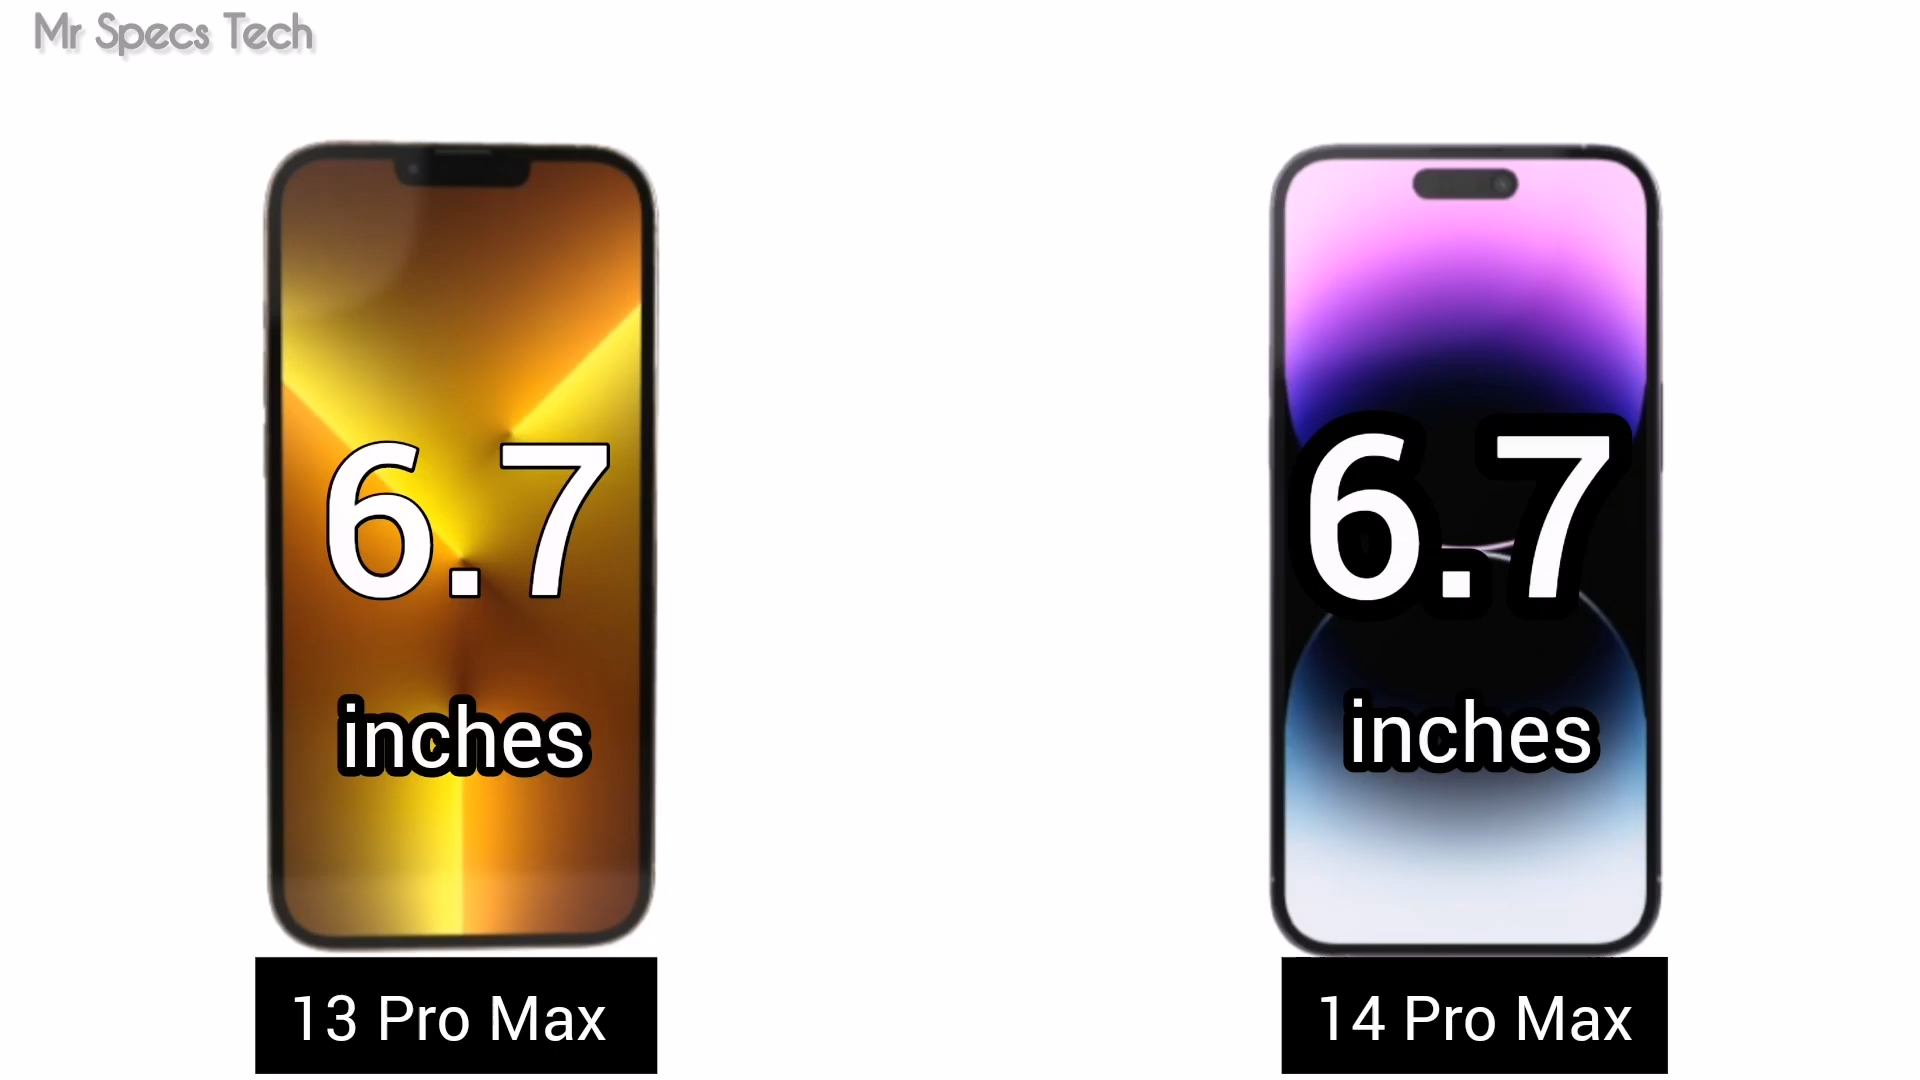 Mr Specs Tech
6.7
inches
13 Pro Max
6.7
inches
14 Pro Max